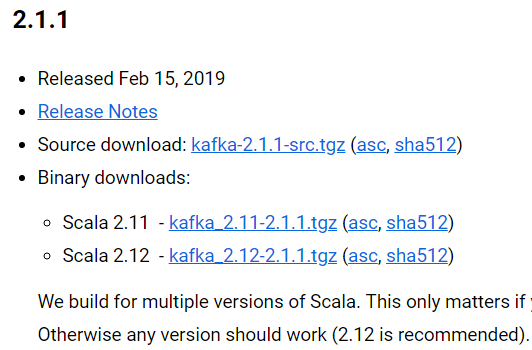 2.1.1
Released Feb 15, 2019
Release Notes
Source download: kafka-2.1.1-src.tgz (asc, sha512)
Binary downloads:
Scala 2.11 - kafka_2.11-2.1.1.tgz (asc, sha512)
Scala 2.12 - kafka_2.12-2.1.1.tgz (asc, sha512)
We build for multiple versions of Scala. This only matters if
Otherwise any version should work (2.12 is recommended).